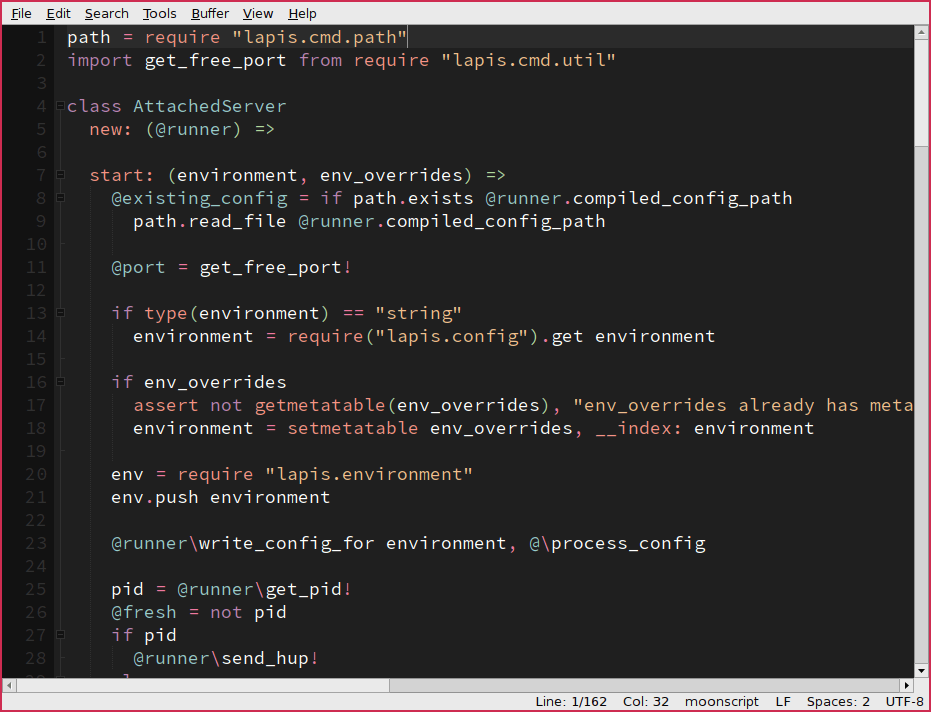 File Edit Search Tools Buffer View Help
1 path = require "lapis.cmd.path"
2 import get_free_port from require "lapis.cmd.util"
3
4 class AttachedServer
5   new: (@runner) =>
6
7   start: (environment, env_overrides) =>
8     @existing_config = if path.exists @runner.compiled_config_path
9       path.read_file @runner.compiled_config_path
10
11     @port = get_free_port!
12
13     if type(environment) == "string"
14       environment = require("lapis.config").get environment
15
16     if env_overrides
17       assert not getmetatable(env_overrides), "env_overrides already has meta
18       environment = setmetatable env_overrides, __index: environment
19
20     env = require "lapis.environment"
21     env.push environment
22
23     @runner\write_config_for environment, @\process_config
24
25     pid = @runner\get_pid!
26     @fresh = not pid
27     if pid
28       @runner\send_hup!
Line: 1/162 Col: 32 moonscript LF Spaces: 2 UTF-8